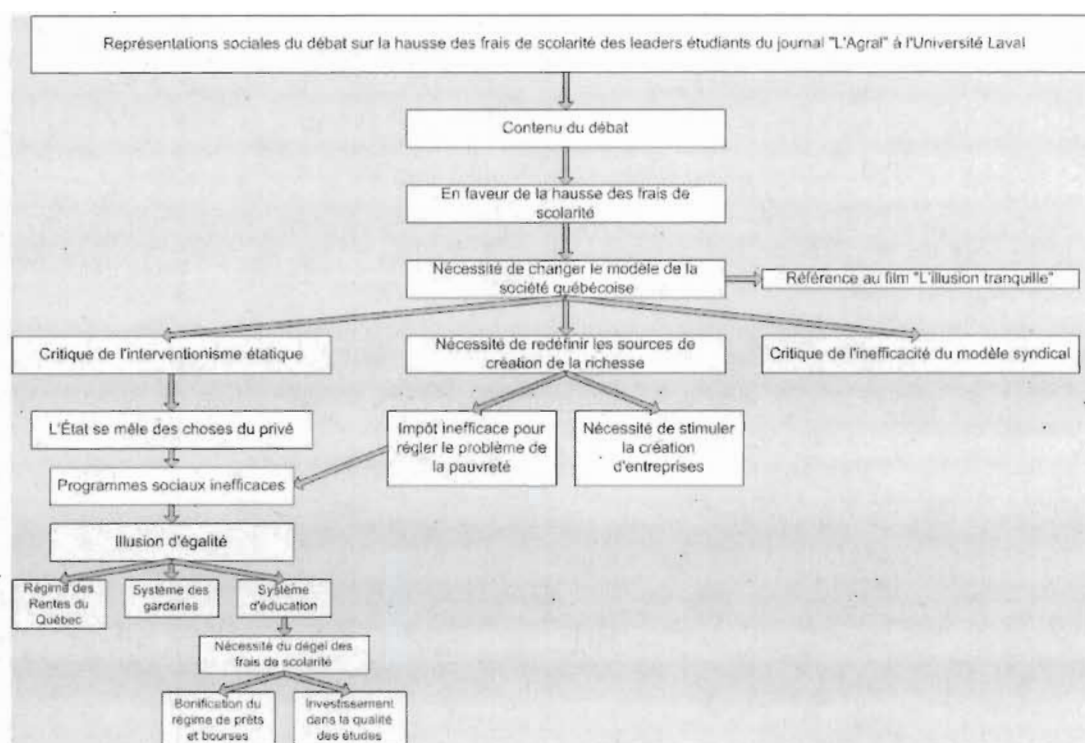 Représentations sociales du débat sur la hausse des frais de scolarité des leaders étudiants du journal "L'Agral" à l'Université Laval
Contenu du débat
En faveur de la hausse des frais de
scolarité
Nécessité de changer le modèle de la
société québécoise
Référence au film "L'illusion tranquille"
Critique de l'interventionisme étatique
Nécessité de redéfinir les sources de
création de la richesse
Critique de l'inefficacité du modèle syndical
L'État se mêle des choses du privé
Impôt inefficace pour
régler le problème de
la pauvreté
Nécessité de stimuler
la création
d'entreprises
Programmes sociaux inefficaces
Illusion d'égalité
Régime des
Rentes du
Québec
Système des
garderies
Système
d'éducation
Nécessité du dégel des
frais de scolarité
Bonification du
régime de prêts
et bourses
Investissement
dans la qualité
des études